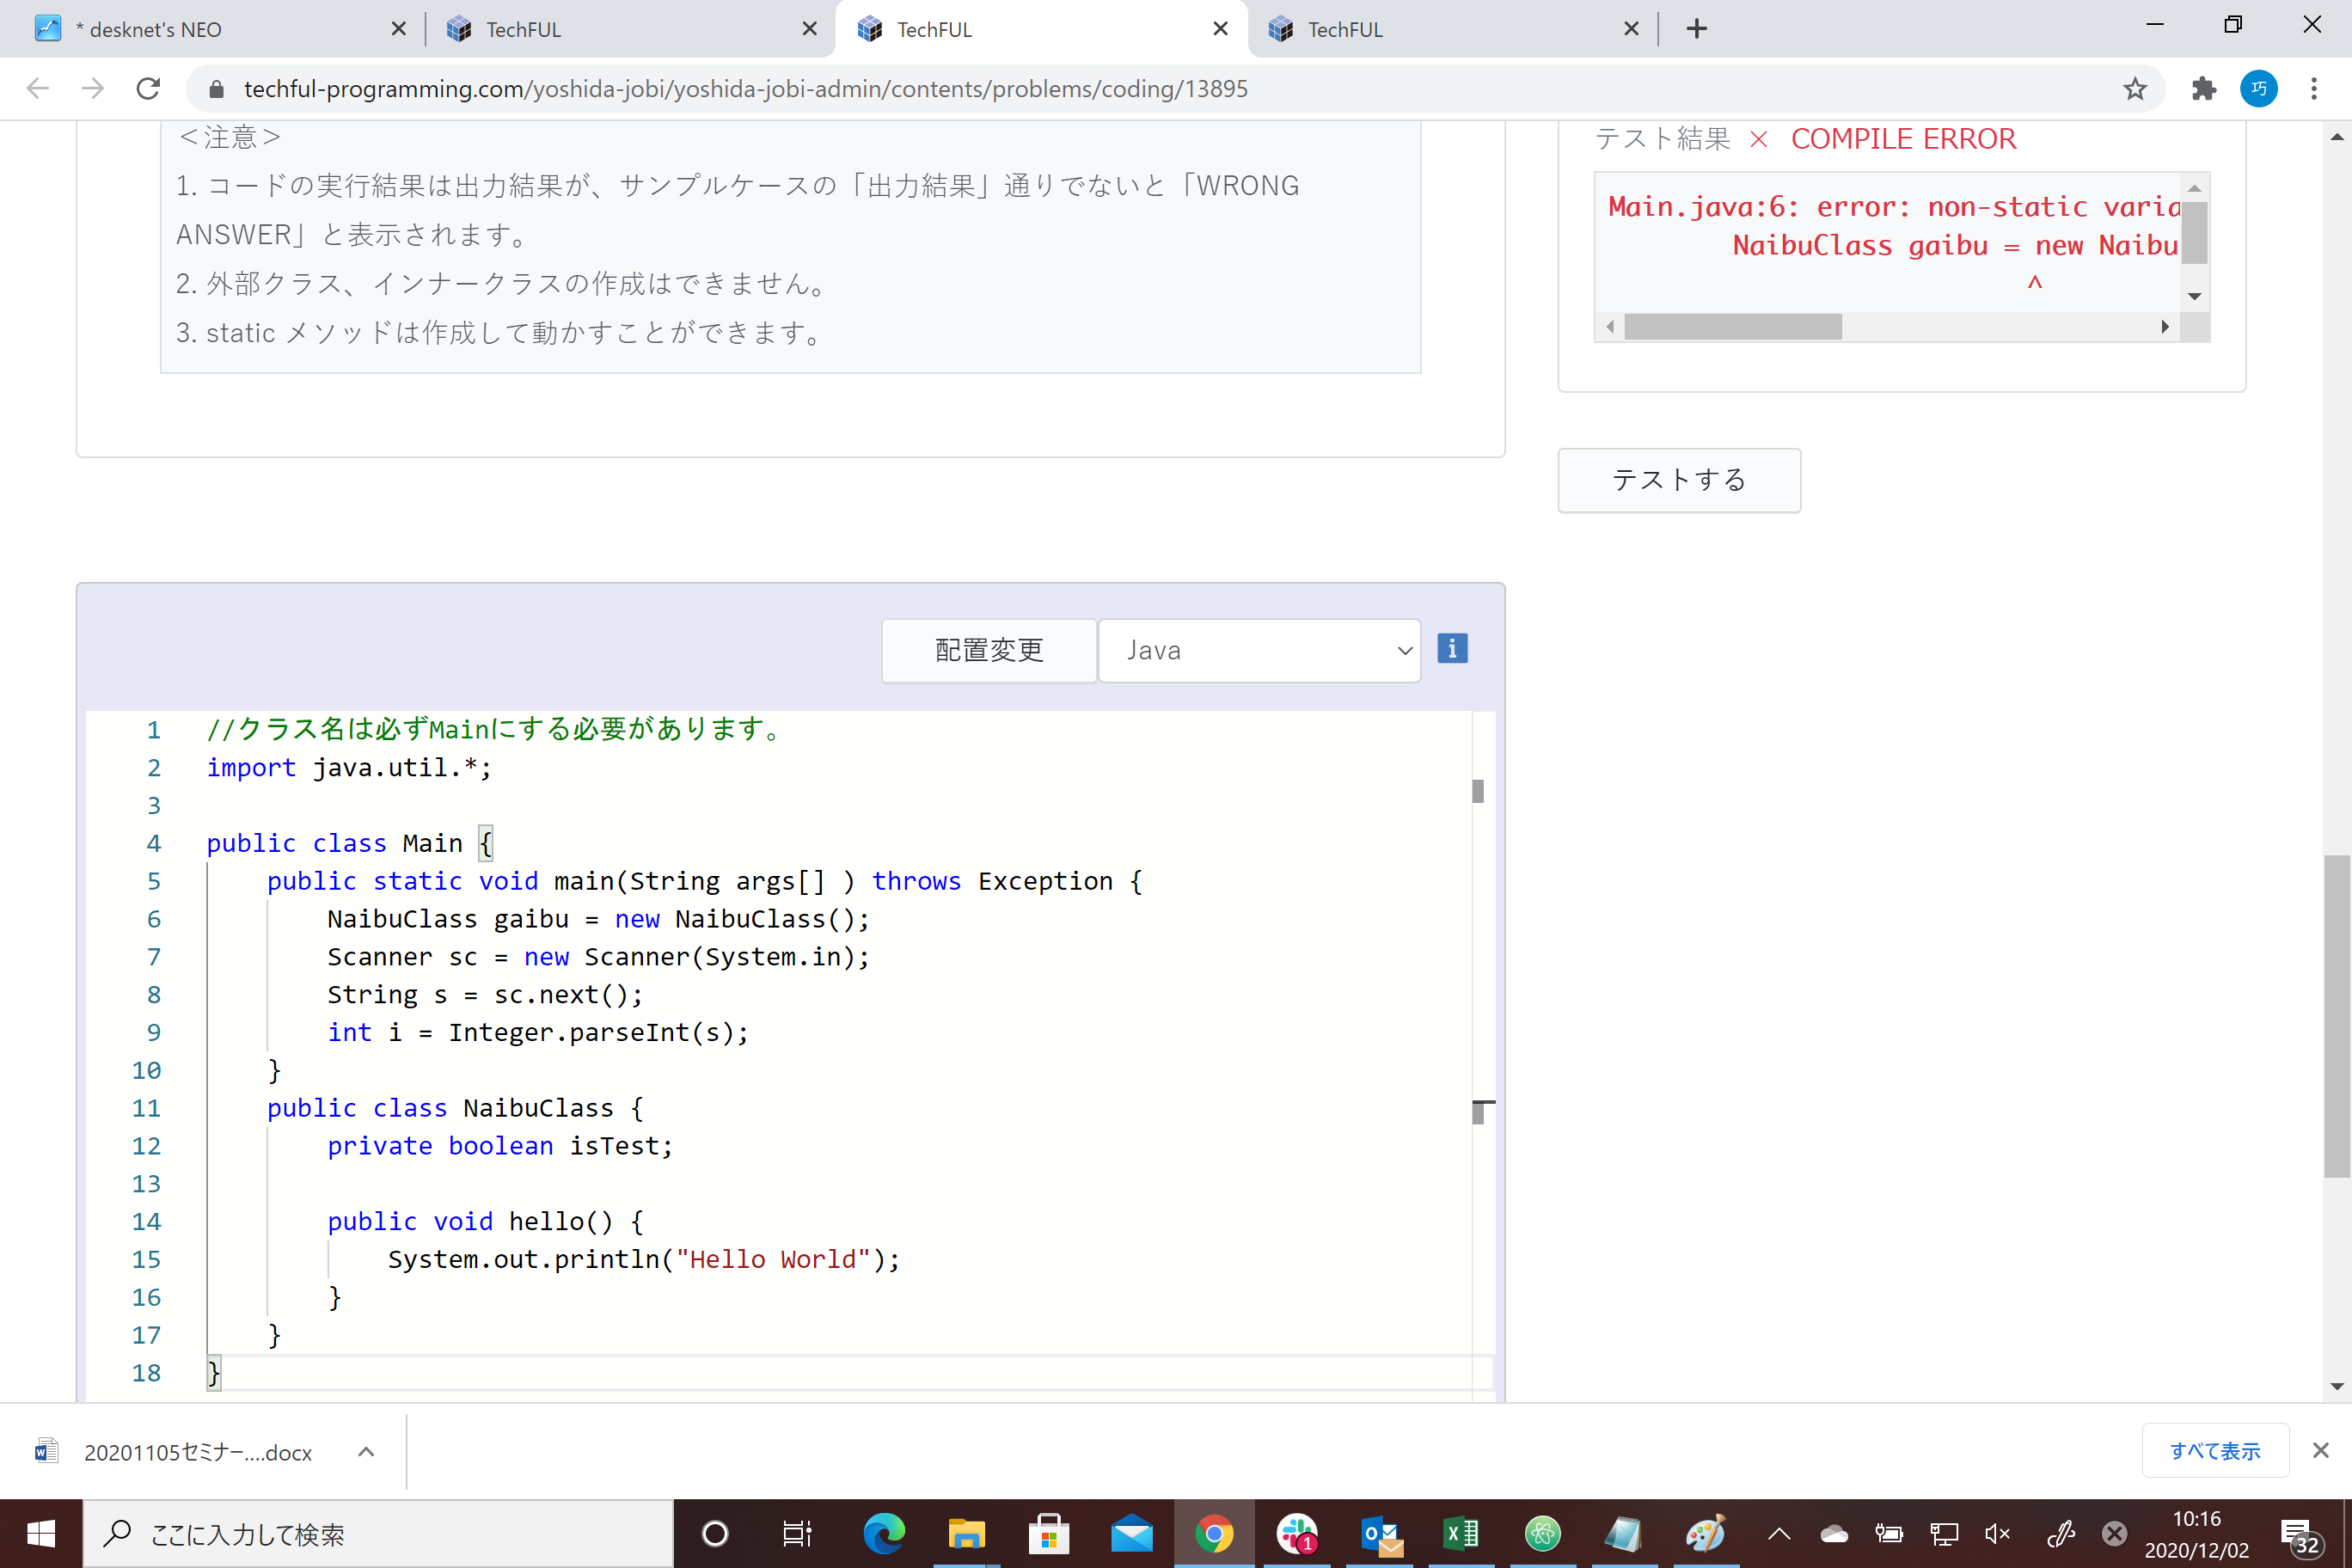 * desknet's NEO
TechFUL
TechFUL
TechFUL
techful-programming.com/yoshida-jobi/yoshida-jobi-admin/contents/problems/coding/13895
巧
＜注意＞
1. コードの実行結果は出力結果が、サンプルケースの「出力結果」通りでないと「WRONG
ANSWER」と表示されます。
2. 外部クラス、インナークラスの作成はできません。
3. static メソッドは作成して動かすことができます。
テスト結果 × COMPILE ERROR
Main.java:6: error: non-static varia
NaibuClass gaibu = new Naibu
^
テストする
配置変更
Java
i
1 //クラス名は必ずMainにする必要があります。
2 import java.util.*;
3
4 public class Main {
5 public static void main(String args[] ) throws Exception {
6 NaibuClass gaibu = new NaibuClass();
7 Scanner sc = new Scanner(System.in);
8 String s = sc.next();
9 int i = Integer.parseInt(s);
10 }
11 public class NaibuClass {
12 private boolean isTest;
13
14 public void hello() {
15 System.out.println("Hello World");
16 }
17 }
18 }
20201105セミナー....docx
すべて表示
ここに入力して検索
1
10:16
2020/12/02
32